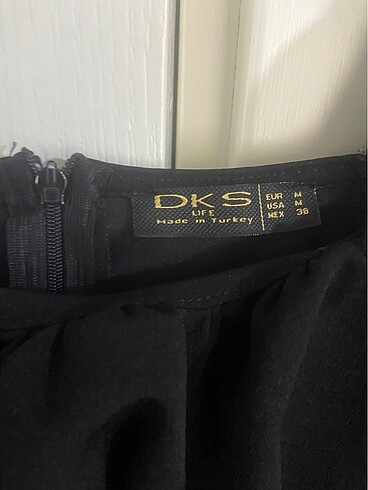 DKS
LIFE
Made in Turkey
EUR M
USA M
MEX 38